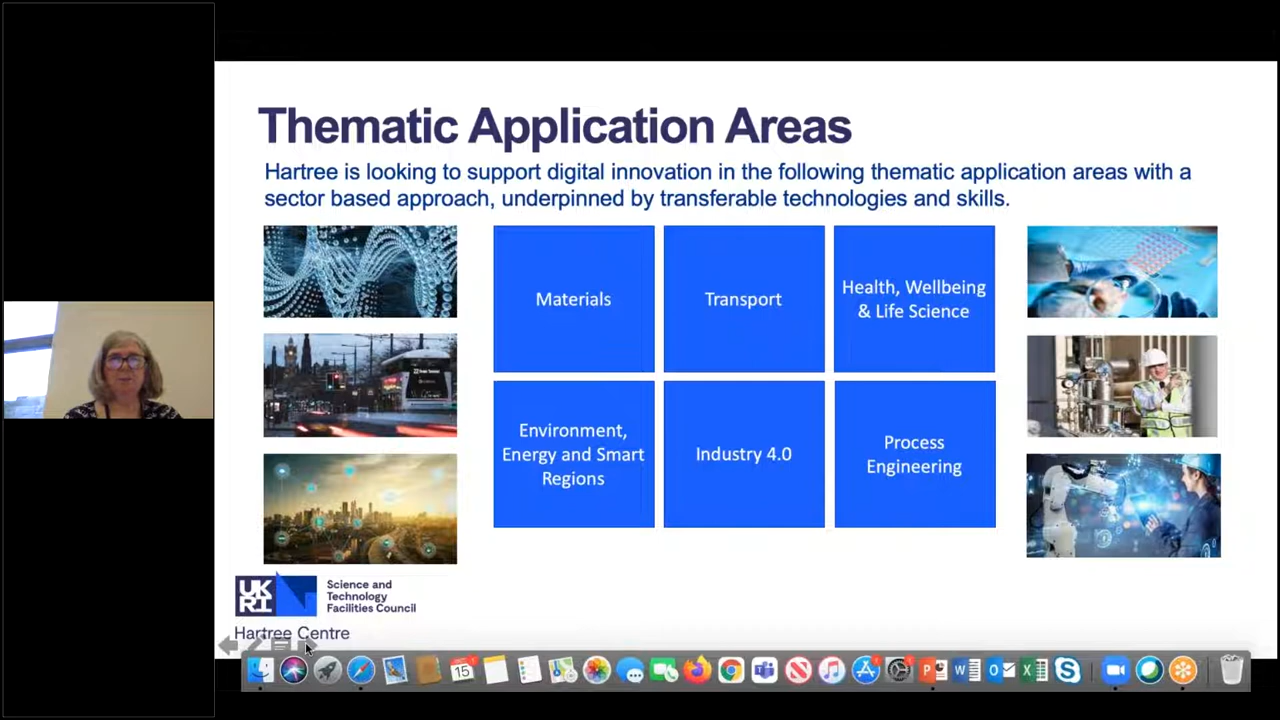 Thematic Application Areas
Hartree is looking to support digital innovation in the following thematic application areas with a
sector based approach, underpinned by transferable technologies and skills.
Materials
Transport
Health, Wellbeing
& Life Science
Environment,
Energy and Smart
Regions
Industry 4.0
Process
Engineering
UK
RI
Science and
Technology
Facilities Council
Hartree Centre
15